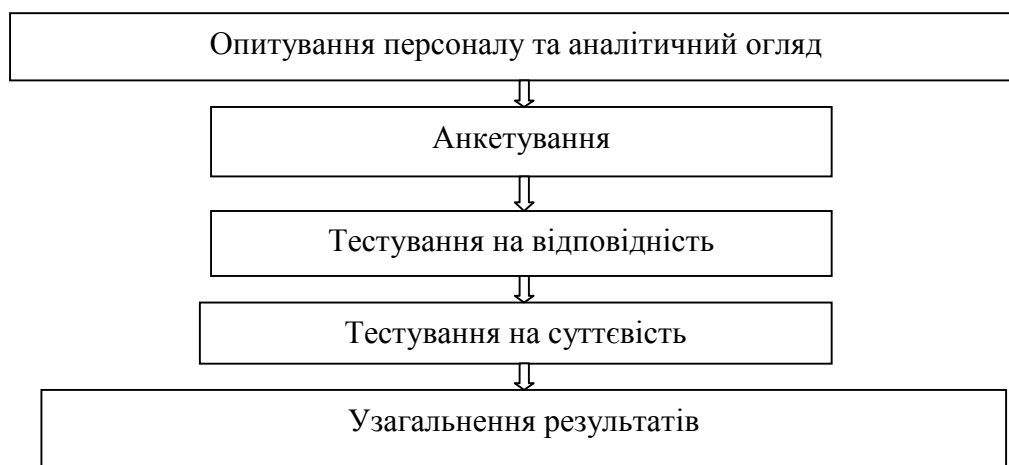 Опитування персоналу та аналітичний огляд
Анкетування
Тестування на відповідність
Тестування на суттєвість
Узагальнення результатів